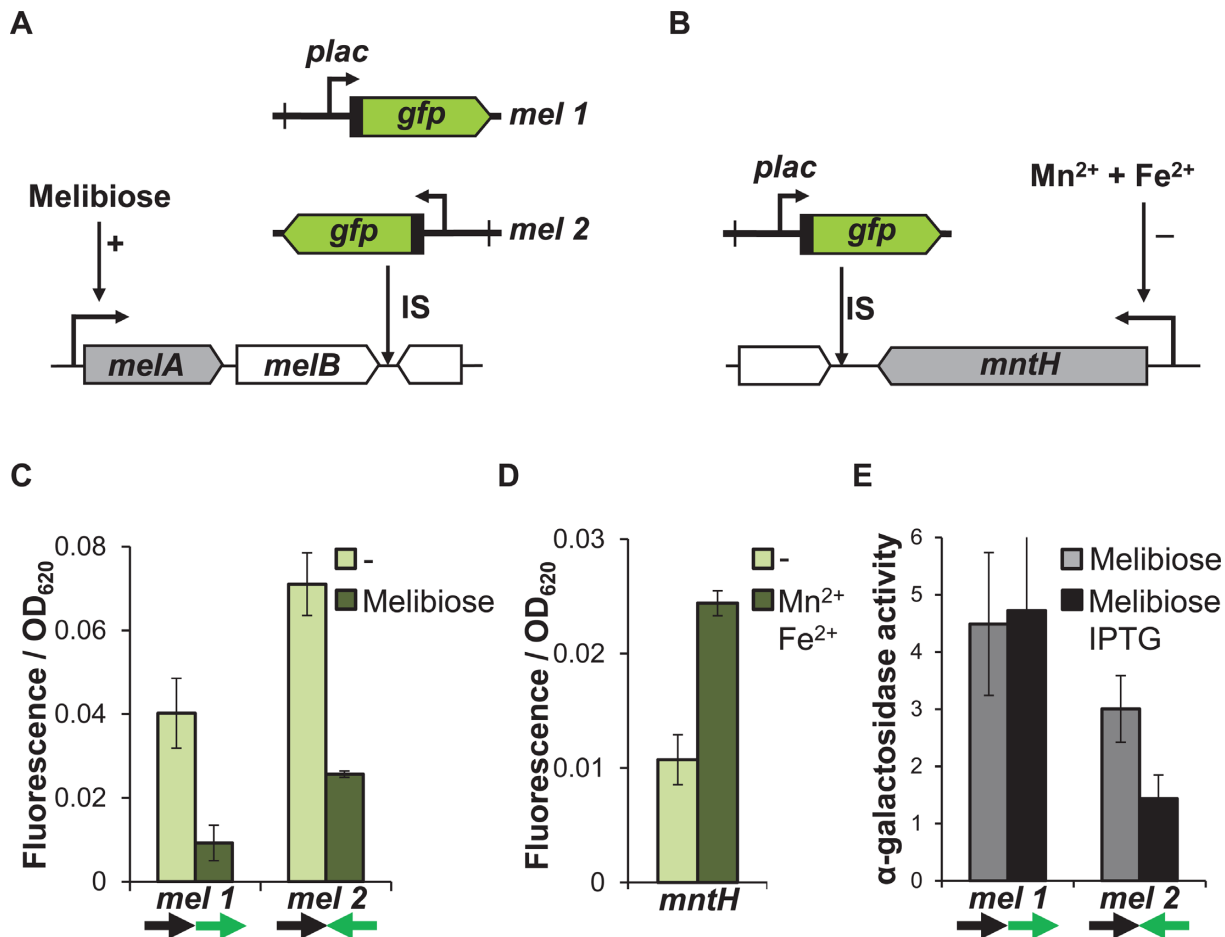 A
plac
gfp
mel 1
Melibiose
+
gfp
mel 2
IS
melA
melB
B
plac
gfp
Mn²⁺ + Fe²⁺
–
IS
mntH
C
Fluorescence / OD₆₂₀
0.08
0.06
0.04
0.02
0
-
Melibiose
mel 1
mel 2
D
Fluorescence / OD₆₂₀
0.03
0.02
0.01
0
-
Mn²⁺
Fe²⁺
mntH
E
α-galactosidase activity
6
5
4
3
2
1
0
Melibiose
Melibiose
IPTG
mel 1
mel 2